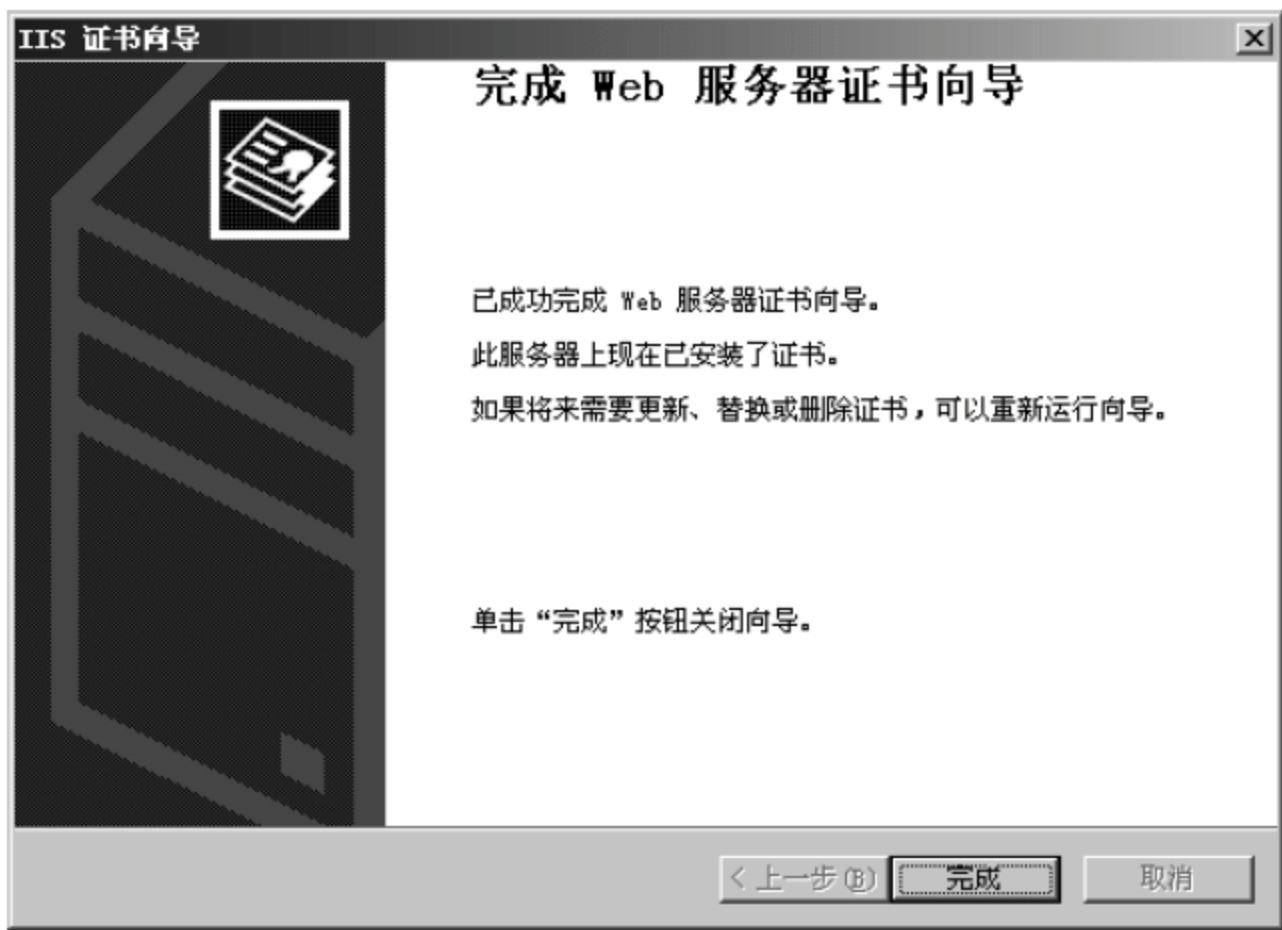 IIS 证书向导
完成 Web 服务器证书向导
已成功完成 Web 服务器证书向导。
此服务器上现在已安装了证书。
如果将来需要更新、替换或删除证书，可以重新运行向导。
单击“完成”按钮关闭向导。
< 上一步(B) 完成 取消